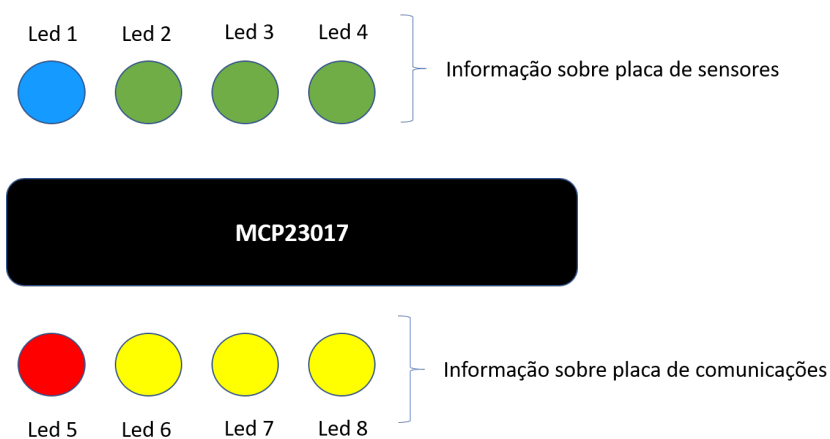 Led 1 Led 2 Led 3 Led 4
Informação sobre placa de sensores
MCP23017
Informação sobre placa de comunicações
Led 5 Led 6 Led 7 Led 8